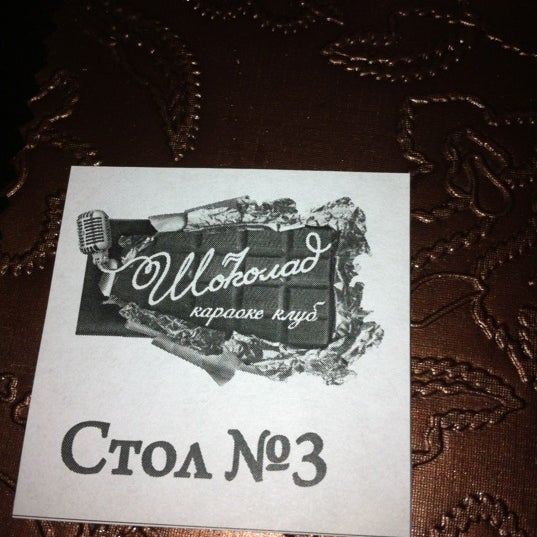 Шоколад
караоке клуб
Стол №3